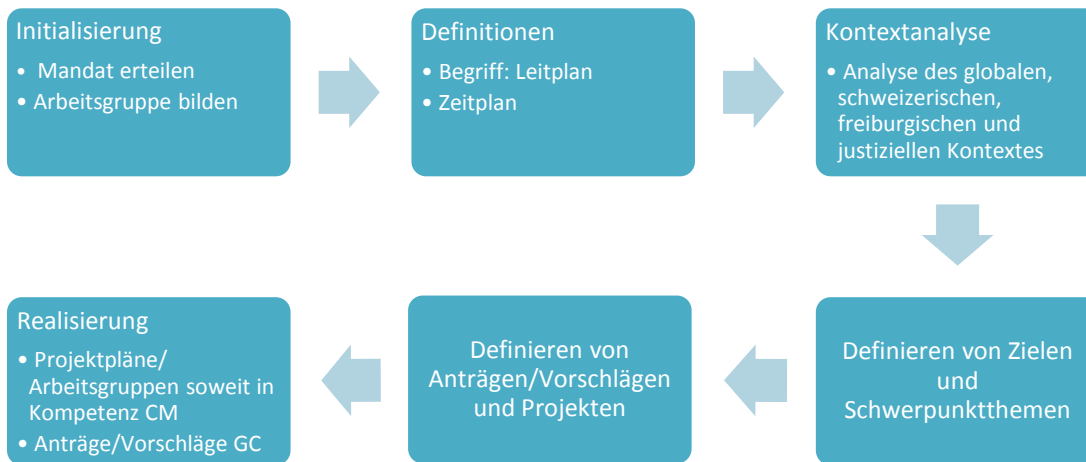 Initialisierung
• Mandat erteilen
• Arbeitsgruppe bilden
Definitionen
• Begriff: Leitplan
• Zeitplan
Kontextanalyse
• Analyse des globalen,
schweizerischen,
freiburgischen und
justiziellen Kontextes
Definieren von Zielen
und
Schwerpunktthemen
Definieren von
Anträgen/Vorschlägen
und Projekten
Realisierung
• Projektpläne/
Arbeitsgruppen soweit in
Kompetenz CM
• Anträge/Vorschläge GC